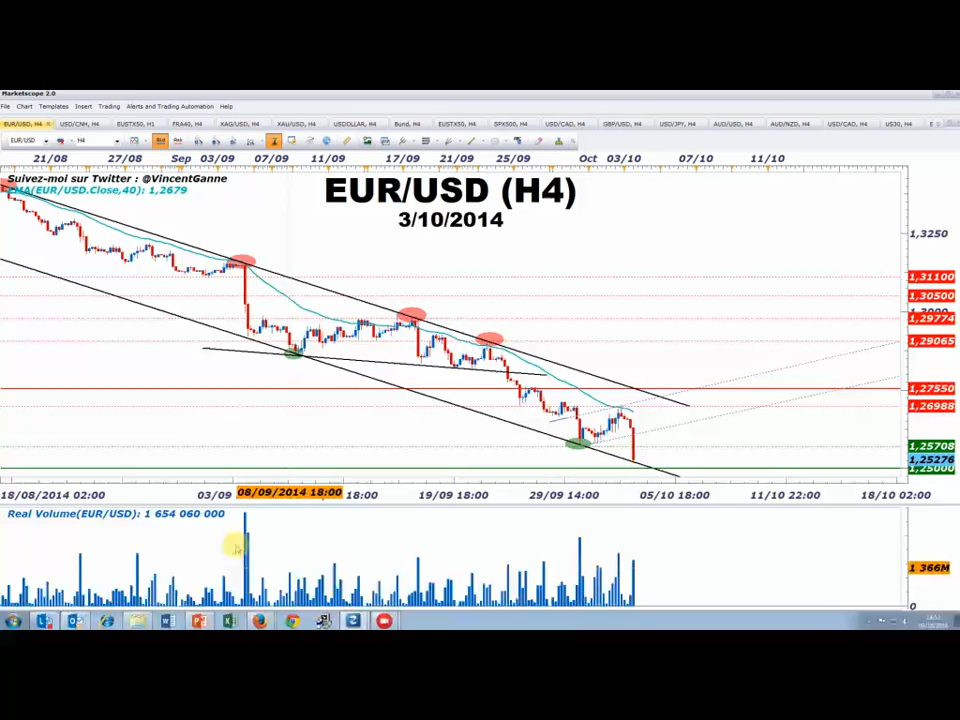 Marketscope 2.0
File Chart Templates Insert Trading Alerts and Trading Automation Help
EUR/USD, H4 USD/CNH, H4 EUSTX50, H1 FRA40, H4 XAG/USD, H4 XAU/USD, H4 USDOLLAR, H4 Bund, H4 EUSTX50, H4 SPX500, H4 USD/CAD, H4 GBP/USD, H4 USD/JPY, H4 AUD/USD, H4 AUD/NZD, H4 USD/CAD, H4 US30, H4 E
EUR/USD H4
21/08 27/08 Sep 03/09 07/09 11/09 17/09 21/09 25/09 Oct 03/10 07/10 11/10
Suivez-moi sur Twitter : @VincentGanne
EMA(EUR/USD.Close,40): 1,2679
EUR/USD (H4)
3/10/2014
1,3250
1,31100
1,30500
1,3000
1,29774
1,29065
1,27550
1,26988
1,25708
1,25276
1,25000
18/08/2014 02:00 03/09 08/09/2014 18:00 18:00 19/09 18:00 29/09 14:00 05/10 18:00 11/10 22:00 18/10 02:00
Real Volume(EUR/USD): 1 654 060 000
1 366M
0